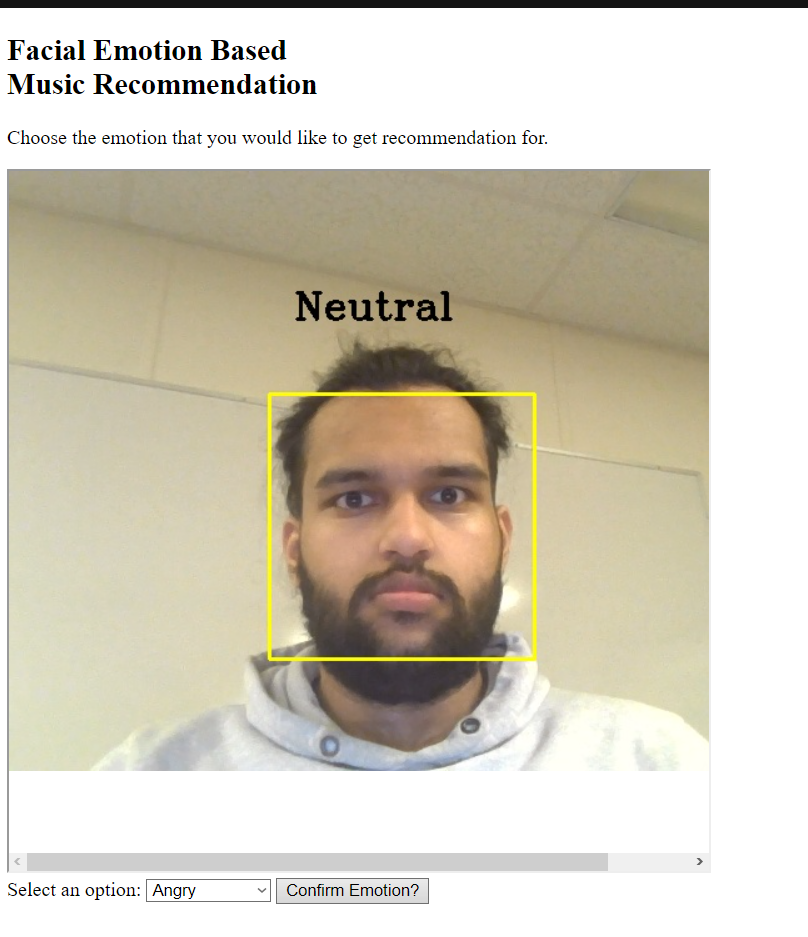 Facial Emotion Based
Music Recommendation
Choose the emotion that you would like to get recommendation for.
Neutral
Select an option: Angry Confirm Emotion?